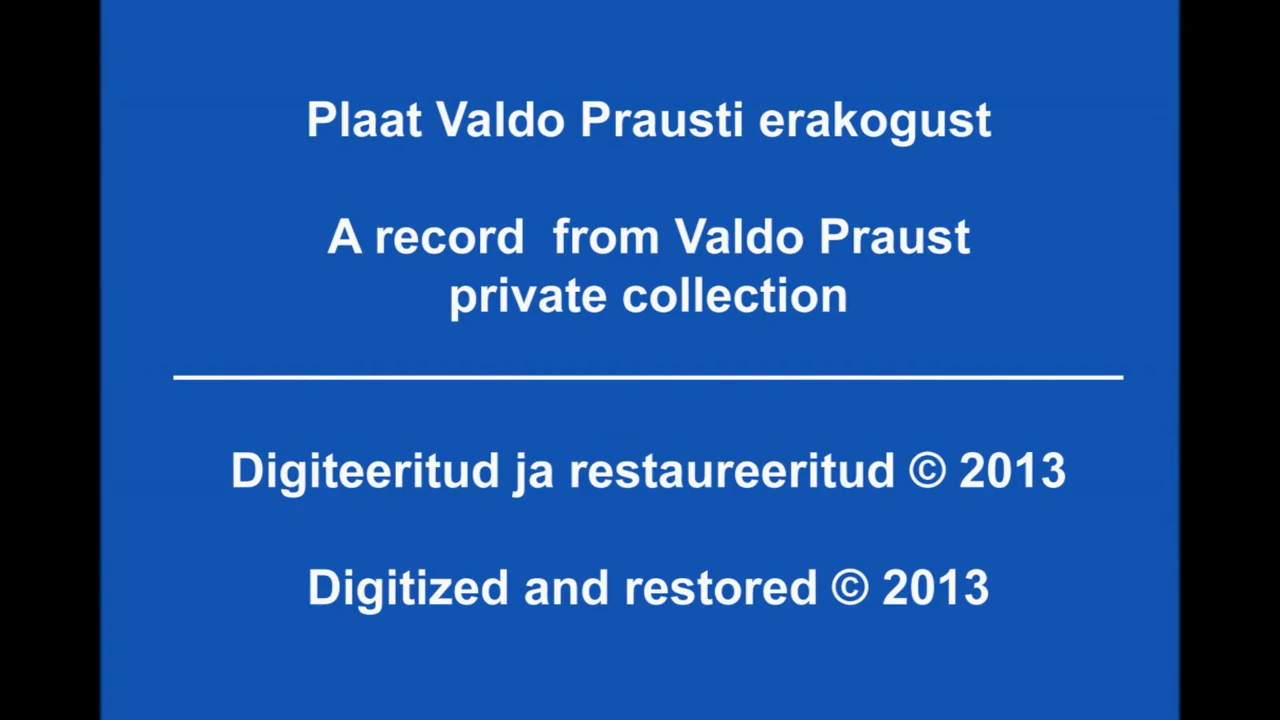 Plaat Valdo Prausti erakogust
A record  from Valdo Praust
private collection
Digiteeritud ja restaureeritud © 2013
Digitized and restored © 2013